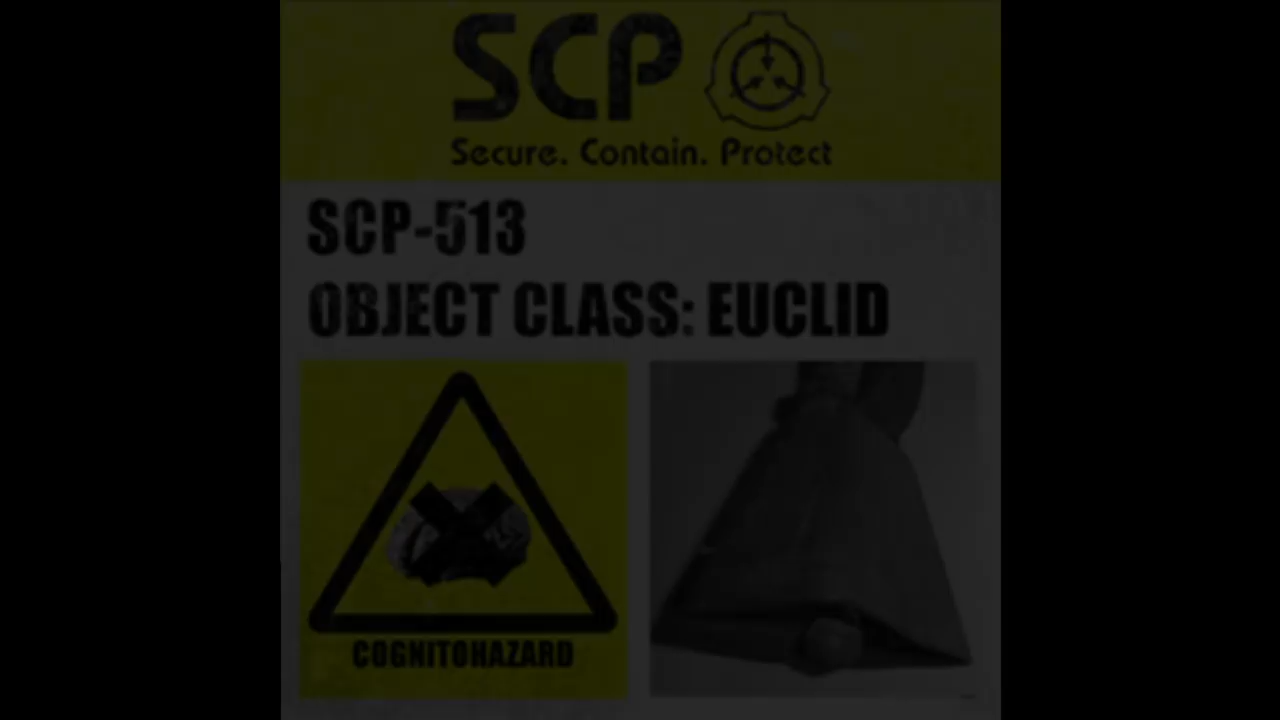 SCP
Secure. Contain. Protect
SCP-513
OBJECT CLASS: EUCLID
COGNITOHAZARD